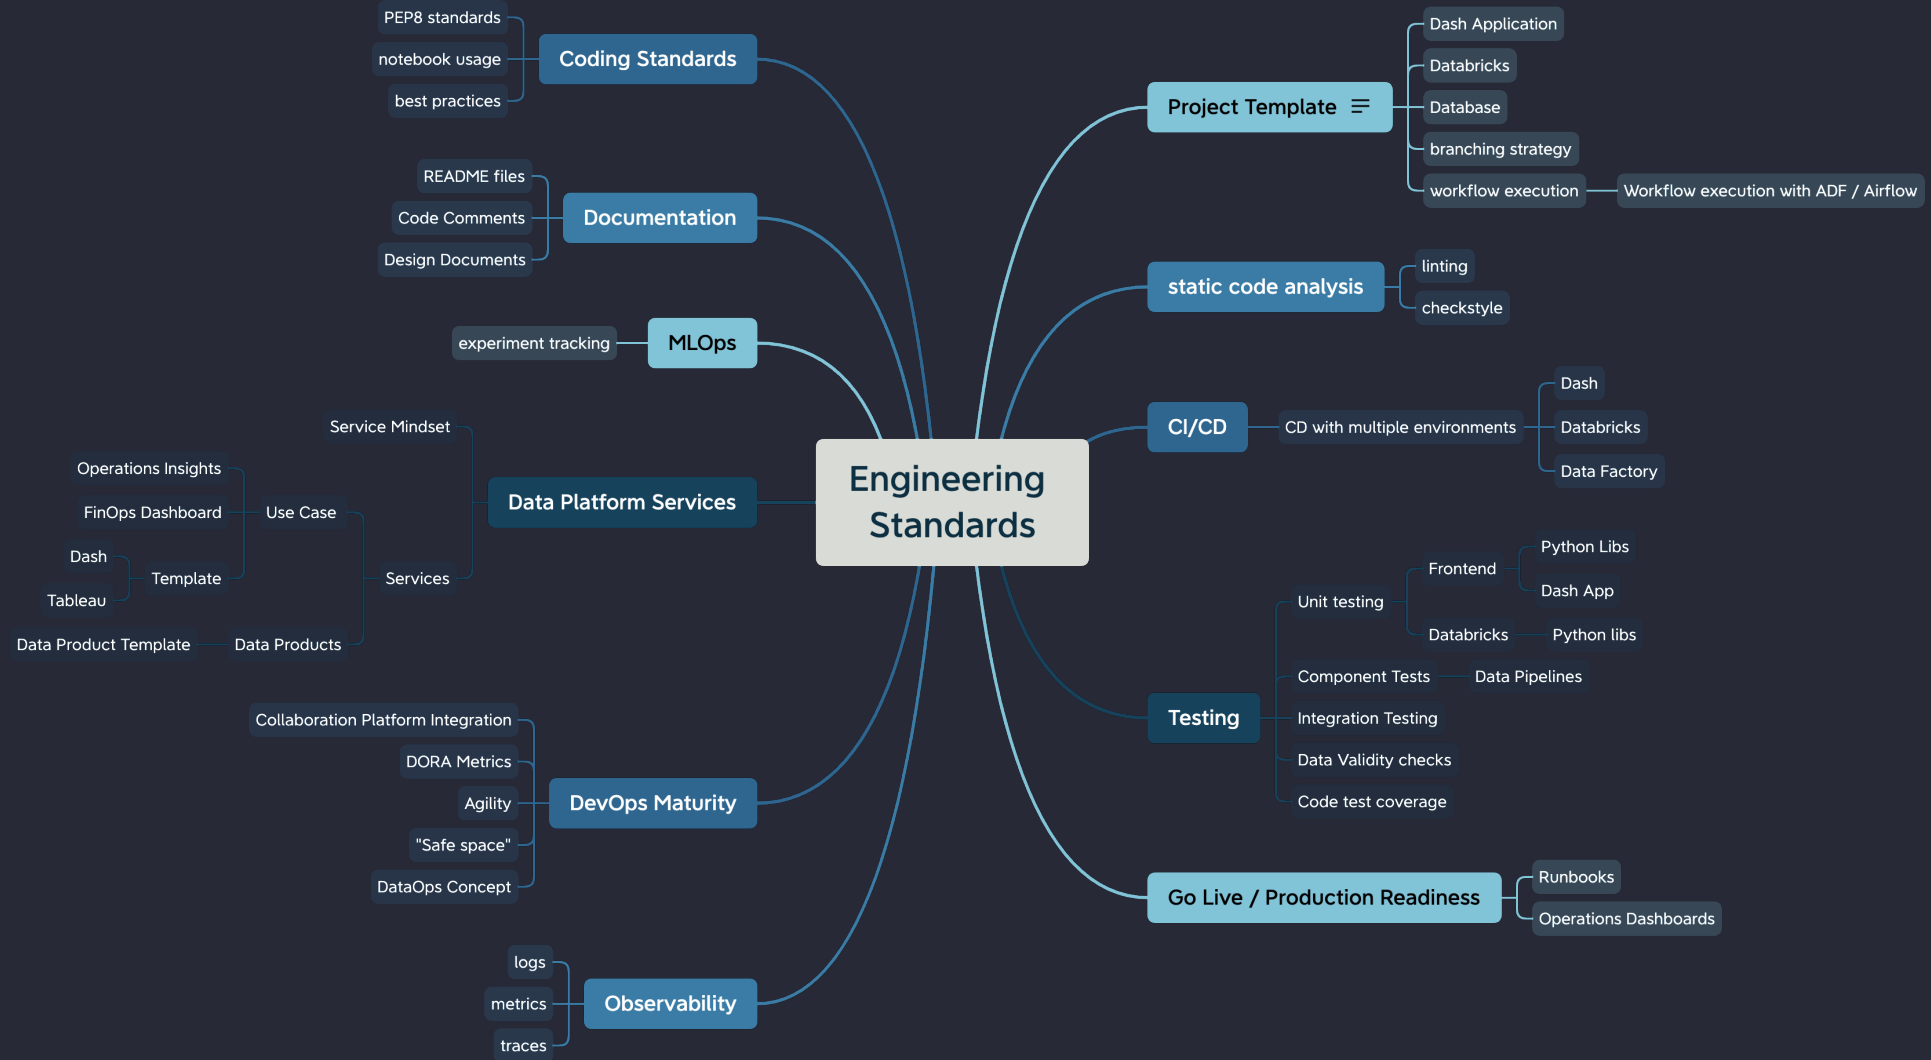 Engineering
Standards
Coding Standards
PEP8 standards
notebook usage
best practices
Documentation
README files
Code Comments
Design Documents
MLOps
experiment tracking
Data Platform Services
Service Mindset
Services
Use Case
Operations Insights
FinOps Dashboard
Template
Dash
Tableau
Data Products
Data Product Template
DevOps Maturity
Collaboration Platform Integration
DORA Metrics
Agility
"Safe space"
DataOps Concept
Observability
logs
metrics
traces
Project Template
Dash Application
Databricks
Database
branching strategy
workflow execution
Workflow execution with ADF / Airflow
static code analysis
linting
checkstyle
CI/CD
CD with multiple environments
Dash
Databricks
Data Factory
Testing
Unit testing
Frontend
Python Libs
Dash App
Databricks
Python libs
Component Tests
Data Pipelines
Integration Testing
Data Validity checks
Code test coverage
Go Live / Production Readiness
Runbooks
Operations Dashboards